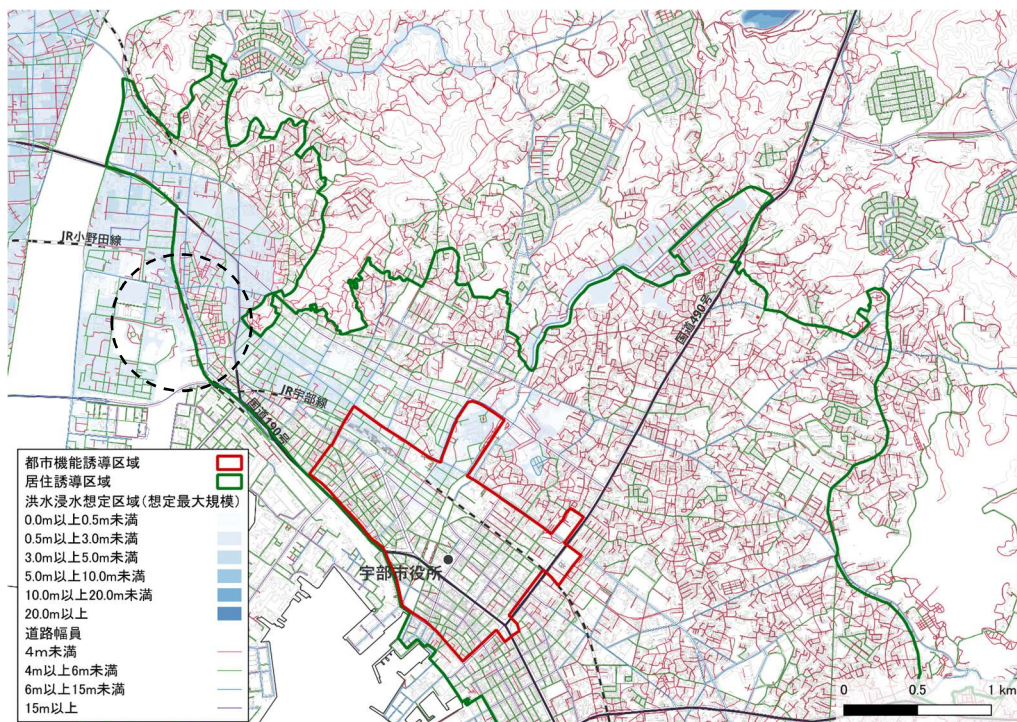 JR小野田線
国道490号
JR宇部線
国道190号
宇部市役所
都市機能誘導区域
居住誘導区域
洪水浸水想定区域(想定最大規模)
0.0m以上0.5m未満
0.5m以上3.0m未満
3.0m以上5.0m未満
5.0m以上10.0m未満
10.0m以上20.0m未満
20.0m以上
道路幅員
4m未満
4m以上6m未満
6m以上15m未満
15m以上
0 0.5 1 km